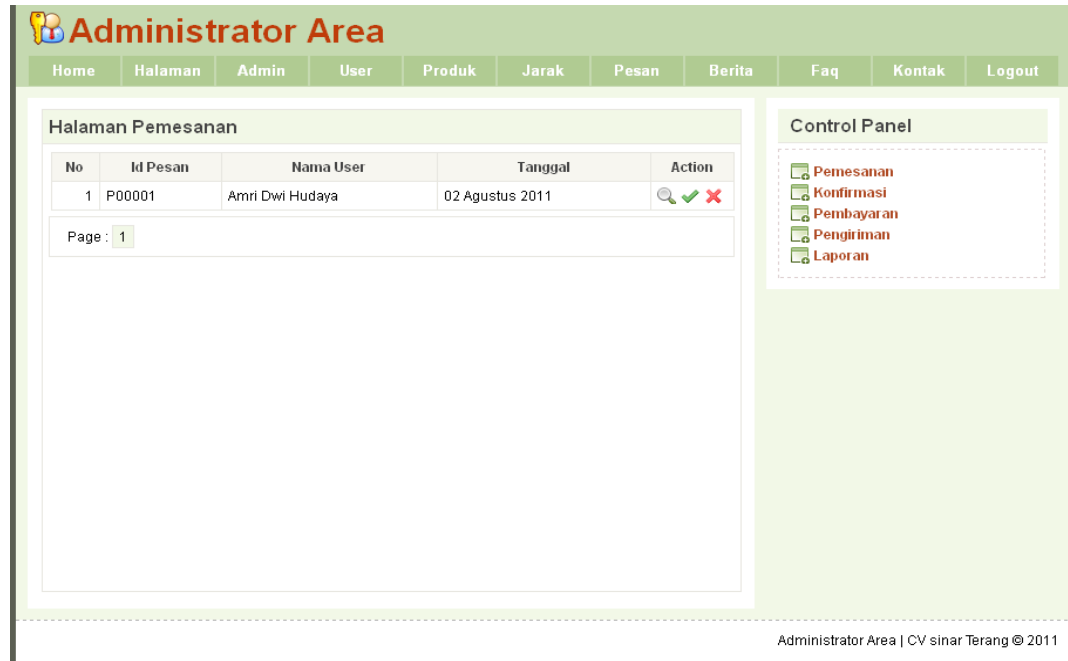 Administrator Area
Home Halaman Admin User Produk Jarak Pesan Berita Faq Kontak Logout
Halaman Pemesanan
No Id Pesan Nama User Tanggal Action
1 P00001 Amri Dwi Hudaya 02 Agustus 2011
Page : 1
Control Panel
Pemesanan
Konfirmasi
Pembayaran
Pengiriman
Laporan
Administrator Area | CV sinar Terang © 2011